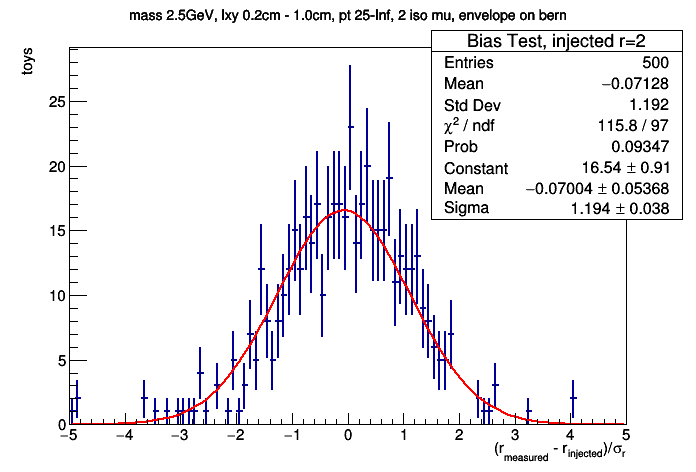 mass 2.5GeV, lxy 0.2cm - 1.0cm, pt 25-Inf, 2 iso mu, envelope on bern
Bias Test, injected r=2
Entries 500
Mean −0.07128
Std Dev 1.192
χ² / ndf 115.8 / 97
Prob 0.09347
Constant 16.54 ± 0.91
Mean −0.07004 ± 0.05368
Sigma 1.194 ± 0.038
toys
25
20
15
10
5
0
−5 −4 −3 −2 −1 0 1 2 3 4 5
(r_measured - r_injected)/σ_r